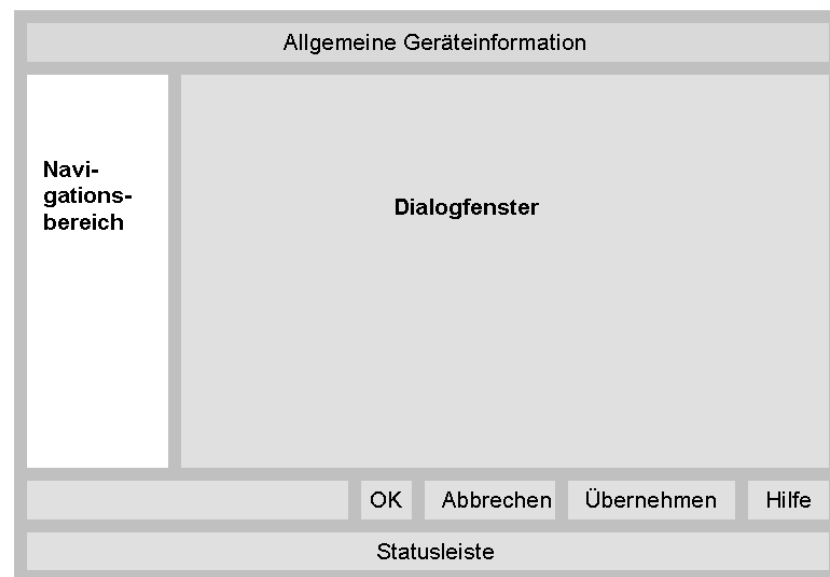 Allgemeine Geräteinformation
Navi-
gations-
bereich
Dialogfenster
OK Abbrechen Übernehmen Hilfe
Statusleiste